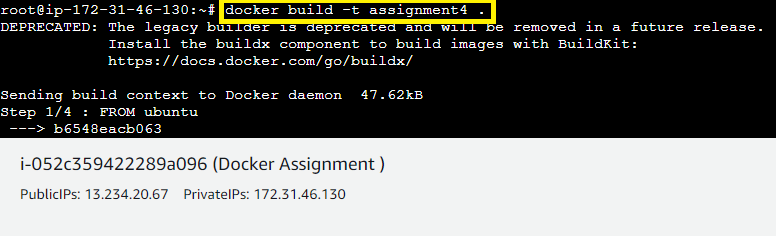 root@ip-172-31-46-130:~# docker build -t assignment4 .
DEPRECATED: The legacy builder is deprecated and will be removed in a future release.
Install the buildx component to build images with BuildKit:
https://docs.docker.com/go/buildx/
Sending build context to Docker daemon  47.62kB
Step 1/4 : FROM ubuntu
---> b6548eacb063
i-052c359422289a096 (Docker Assignment )
PublicIPs: 13.234.20.67    PrivateIPs: 172.31.46.130